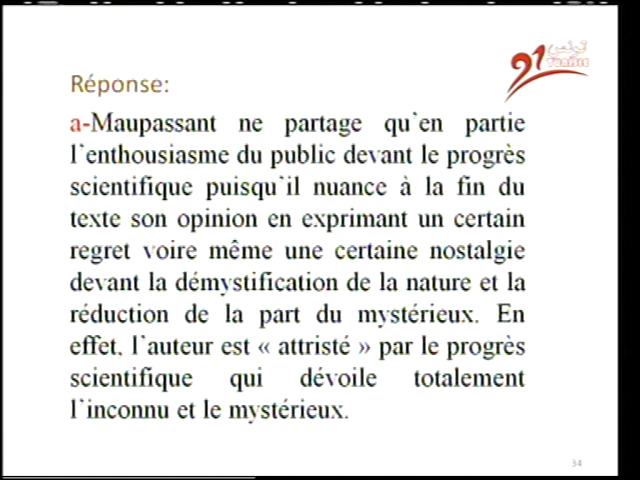 تونس
21
TUNISIE
Réponse:
a-Maupassant ne partage qu`en partie
l`enthousiasme du public devant le progrès
scientifique puisqu`il nuance à la fin du
texte son opinion en exprimant un certain
regret voire même une certaine nostalgie
devant la démystification de la nature et la
réduction de la part du mystérieux. En
effet, l`auteur est « attristé » par le progrès
scientifique qui dévoile totalement
l`inconnu et le mystérieux.
34